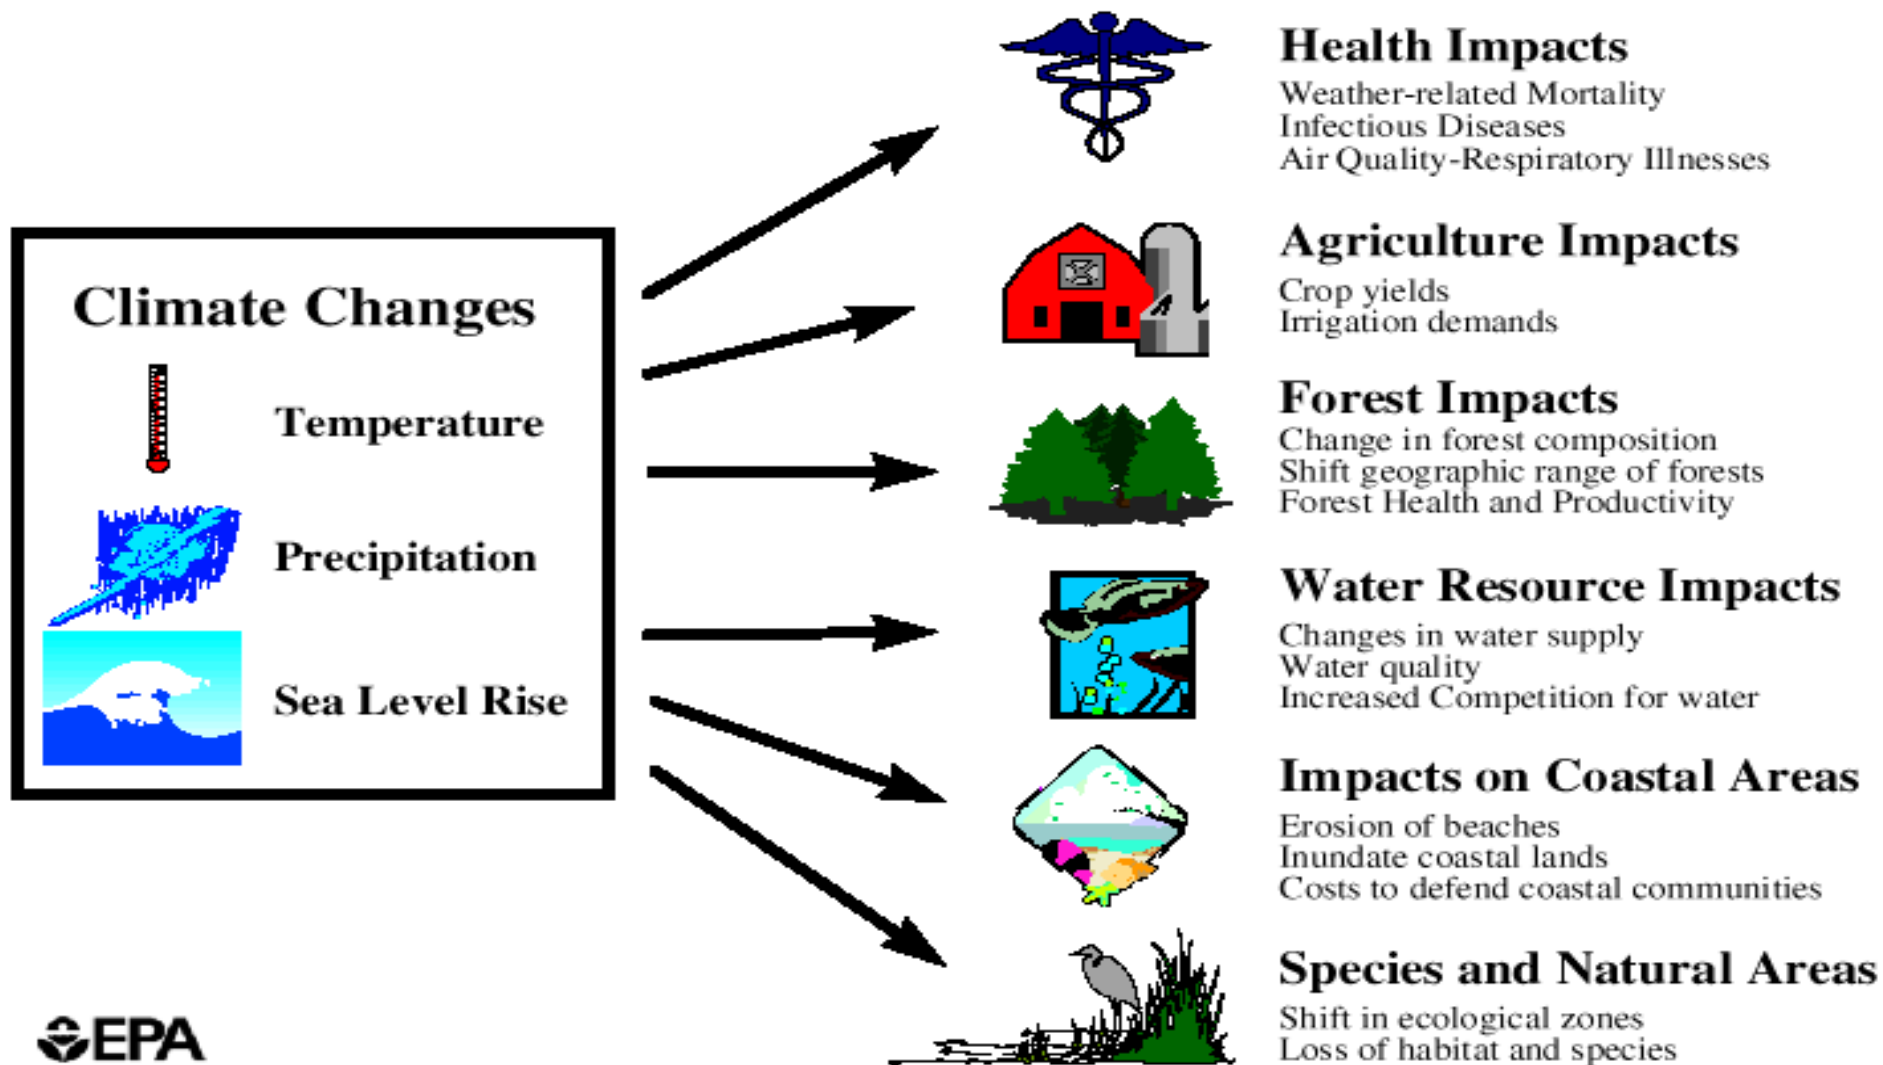 Climate Changes
Temperature
Precipitation
Sea Level Rise
Health Impacts
Weather-related Mortality
Infectious Diseases
Air Quality-Respiratory Illnesses
Agriculture Impacts
Crop yields
Irrigation demands
Forest Impacts
Change in forest composition
Shift geographic range of forests
Forest Health and Productivity
Water Resource Impacts
Changes in water supply
Water quality
Increased Competition for water
Impacts on Coastal Areas
Erosion of beaches
Inundate coastal lands
Costs to defend coastal communities
Species and Natural Areas
Shift in ecological zones
Loss of habitat and species
EPA